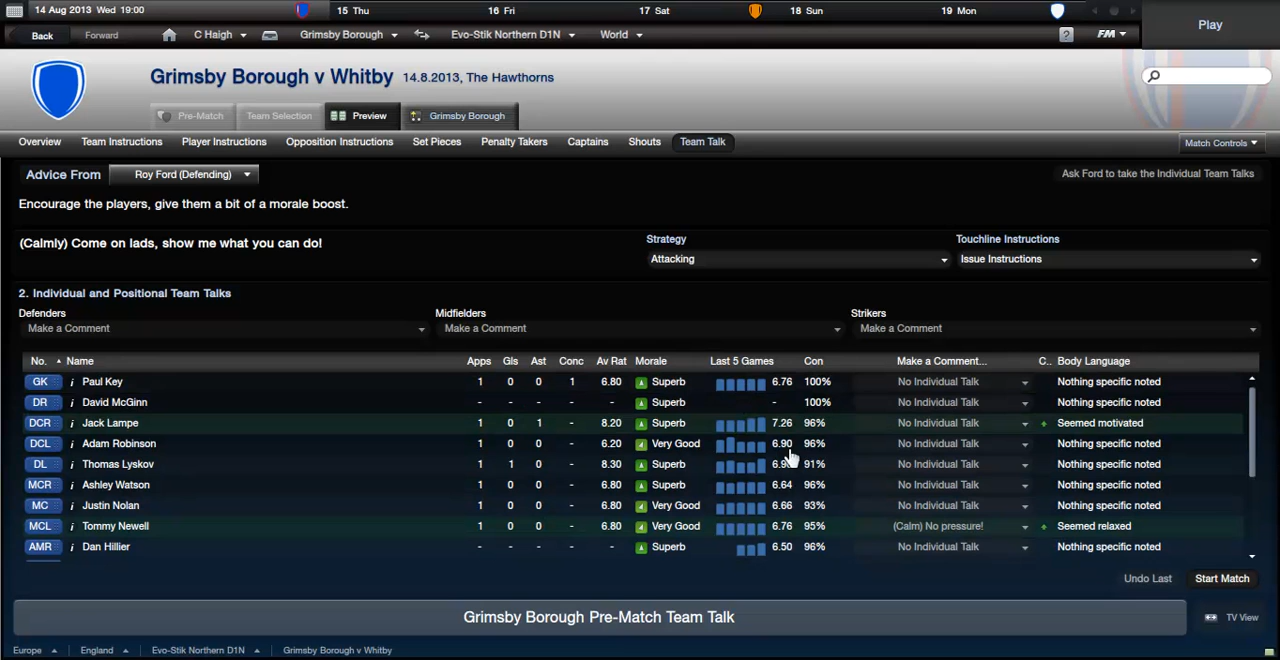 14 Aug 2013 Wed 19:00 15 Thu 16 Fri 17 Sat 18 Sun 19 Mon
Play
Back Forward C Haigh Grimsby Borough Evo-Stik Northern D1N World ? FM
Grimsby Borough v Whitby 14.8.2013, The Hawthorns
Pre-Match Team Selection Preview Grimsby Borough
Overview Team Instructions Player Instructions Opposition Instructions Set Pieces Penalty Takers Captains Shouts Team Talk Match Controls
Advice From Roy Ford (Defending) Ask Ford to take the Individual Team Talks
Encourage the players, give them a bit of a morale boost.
(Calmly) Come on lads, show me what you can do!
Strategy Touchline Instructions
Attacking Issue Instructions
2. Individual and Positional Team Talks
Defenders Midfielders Strikers
Make a Comment Make a Comment Make a Comment
No. Name Apps Gls Ast Conc Av Rat Morale Last 5 Games Con Make a Comment... C.. Body Language
GK i Paul Key 1 0 0 1 6.80 Superb 6.76 100% No Individual Talk Nothing specific noted
DR i David McGinn - - - - - Superb - 100% No Individual Talk Nothing specific noted
DCR i Jack Lampe 1 0 1 - 8.20 Superb 7.26 96% No Individual Talk Seemed motivated
DCL i Adam Robinson 1 0 0 - 6.20 Very Good 6.90 96% No Individual Talk Nothing specific noted
DL i Thomas Lyskov 1 1 0 - 8.30 Superb 91% No Individual Talk Nothing specific noted
MCR i Ashley Watson 1 0 0 - 6.80 Superb 6.64 96% No Individual Talk Nothing specific noted
MC i Justin Nolan 1 0 0 - 6.80 Very Good 6.66 93% No Individual Talk Nothing specific noted
MCL i Tommy Newell 1 0 0 - 6.80 Very Good 6.76 95% (Calm) No pressure! Seemed relaxed
AMR i Dan Hillier - - - - - Superb 6.50 96% No Individual Talk Nothing specific noted
Undo Last Start Match
Grimsby Borough Pre-Match Team Talk TV View
Europe England Evo-Stik Northern D1N Grimsby Borough v Whitby